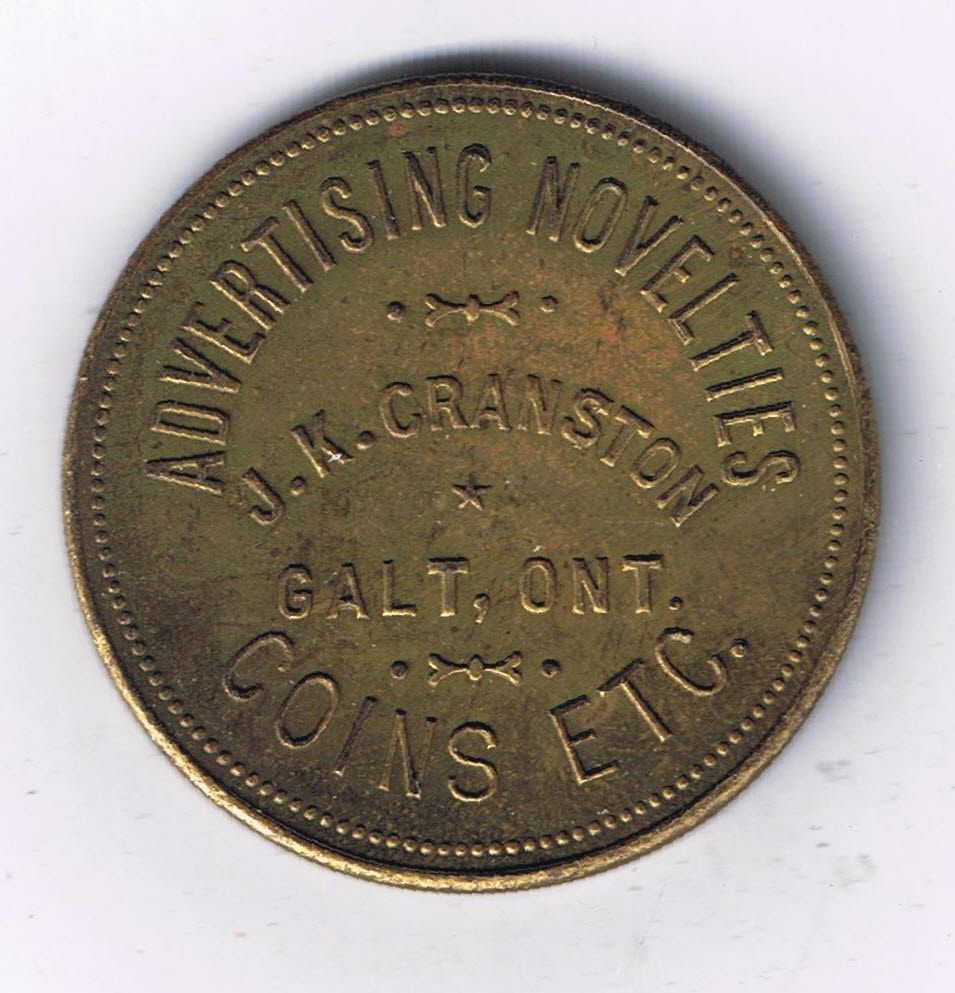 ADVERTISING NOVELTIES
J. K. CRANSTON
GALT, ONT.
COINS ETC.